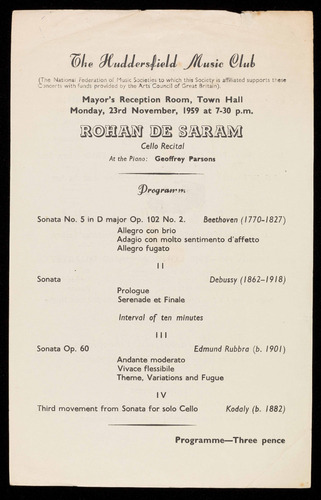 The Huddersfield Music Club
(The National Federation of Music Societies to which this Society is affiliated supports these
Concerts with funds provided by the Arts Council of Great Britain).
Mayor's Reception Room, Town Hall
Monday, 23rd November, 1959 at 7-30 p.m.
ROHAN DE SARAM
Cello Recital
At the Piano: Geoffrey Parsons
Programm
I
Sonata No. 5 in D major Op. 102 No. 2. Beethoven (1770–1827)
Allegro con brio
Adagio con molto sentimento d'affetto
Allegro fugato
II
Sonata Debussy (1862–1918)
Prologue
Serenade et Finale
Interval of ten minutes
III
Sonata Op. 60 Edmund Rubbra (b. 1901)
Andante moderato
Vivace flessibile
Theme, Variations and Fugue
IV
Third movement from Sonata for solo Cello Kodaly (b. 1882)
Programme—Three pence